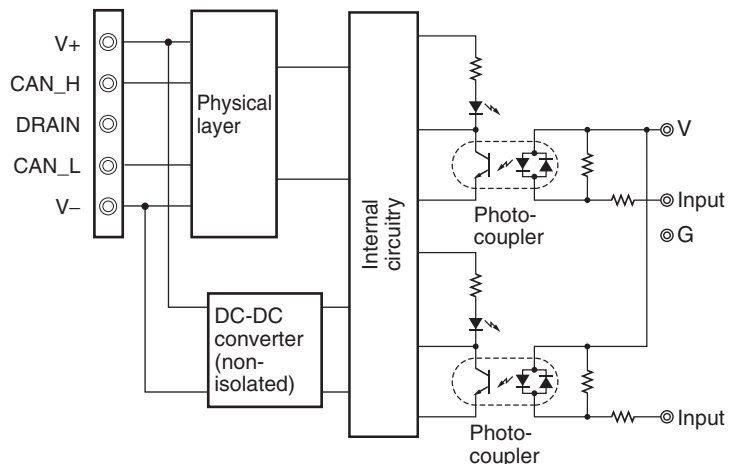 V+
CAN_H
DRAIN
CAN_L
V–
Physical
layer
DC-DC
converter
(non-
isolated)
Internal
circuitry
Photo-
coupler
V
Input
G
Photo-
coupler
Input